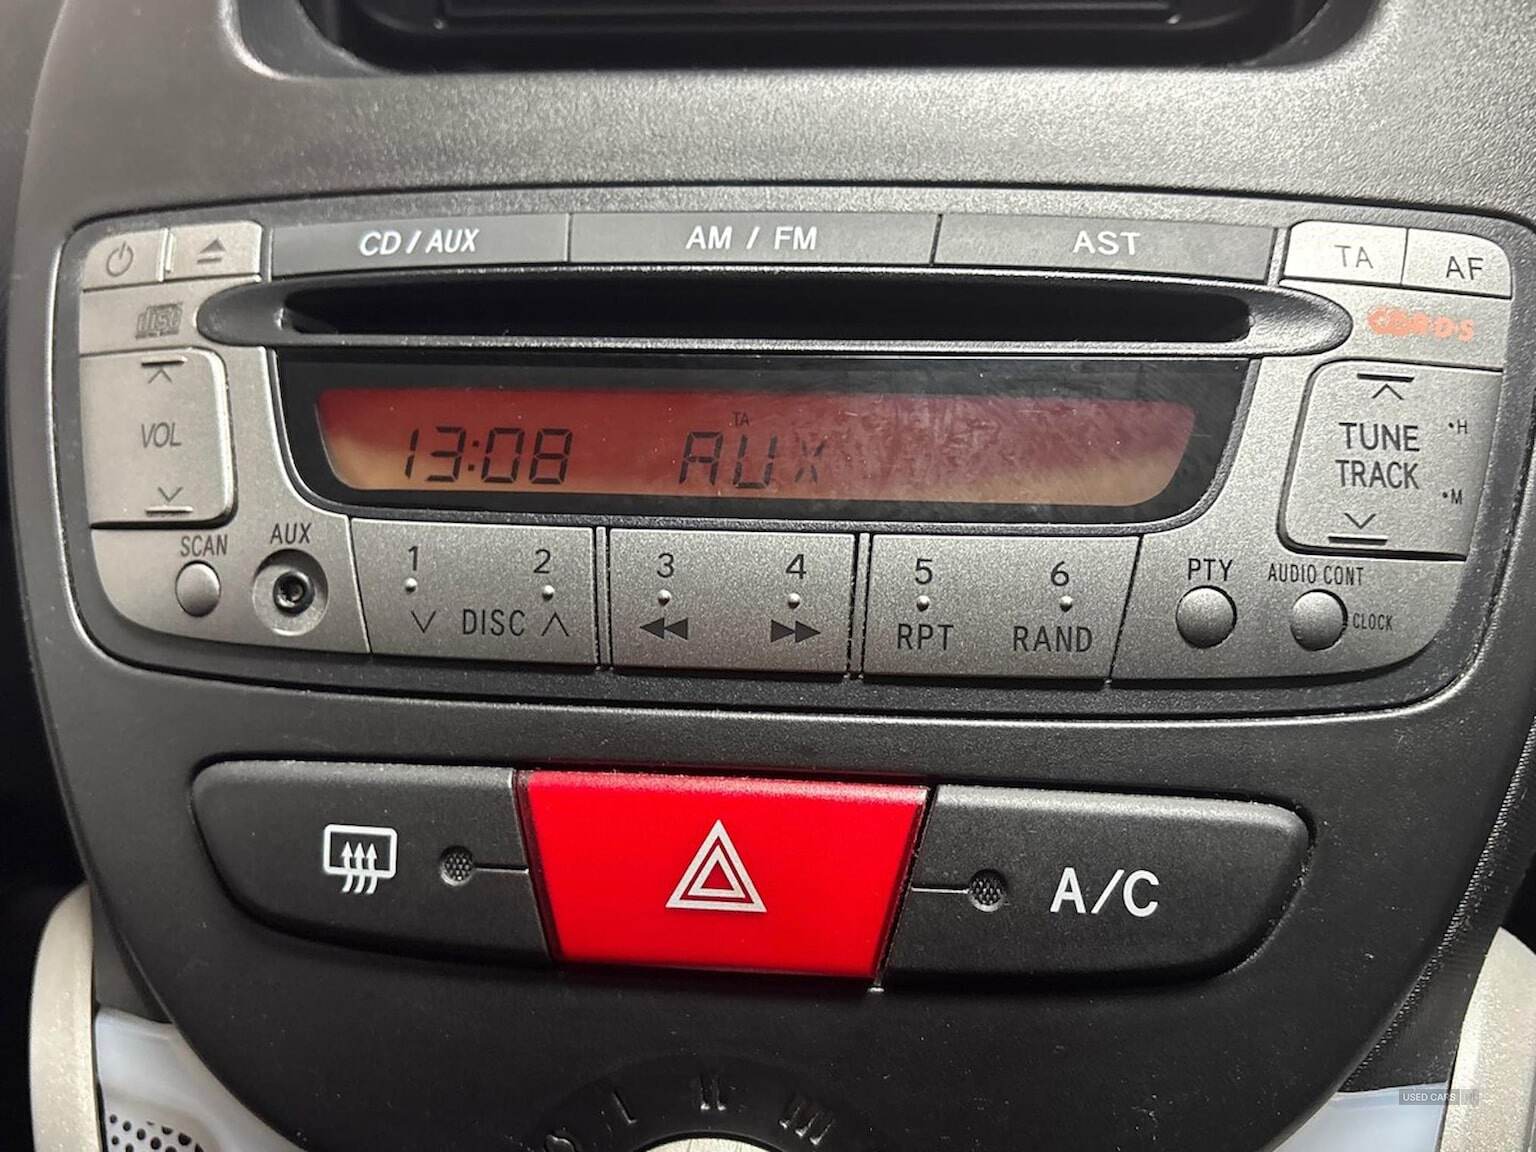 CD / AUX
AM / FM
AST
TA
AF
disc
VOL
13:08
TA
AUX
TUNE
TRACK
•H
•M
SCAN
AUX
1
2
3
4
5
6
DISC
RPT
RAND
PTY
AUDIO CONT
CLOCK
A/C
USED CARS